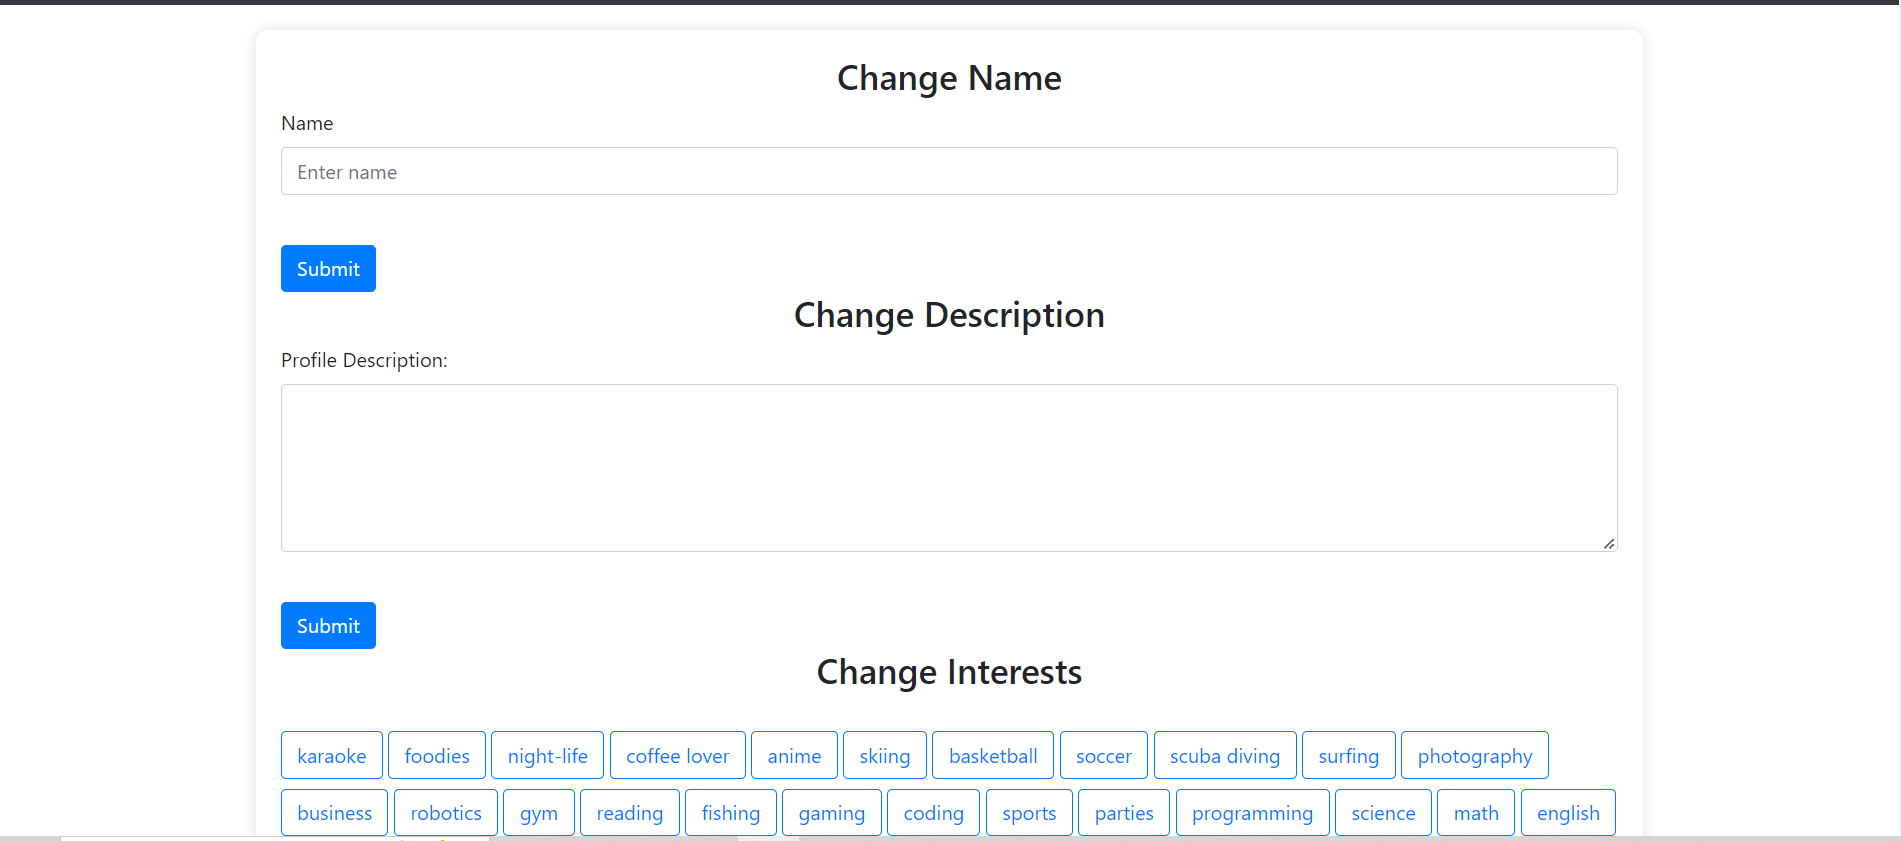 Change Name
Name
Enter name
Submit
Change Description
Profile Description:
Submit
Change Interests
karaoke foodies night-life coffee lover anime skiing basketball soccer scuba diving surfing photography
business robotics gym reading fishing gaming coding sports parties programming science math english